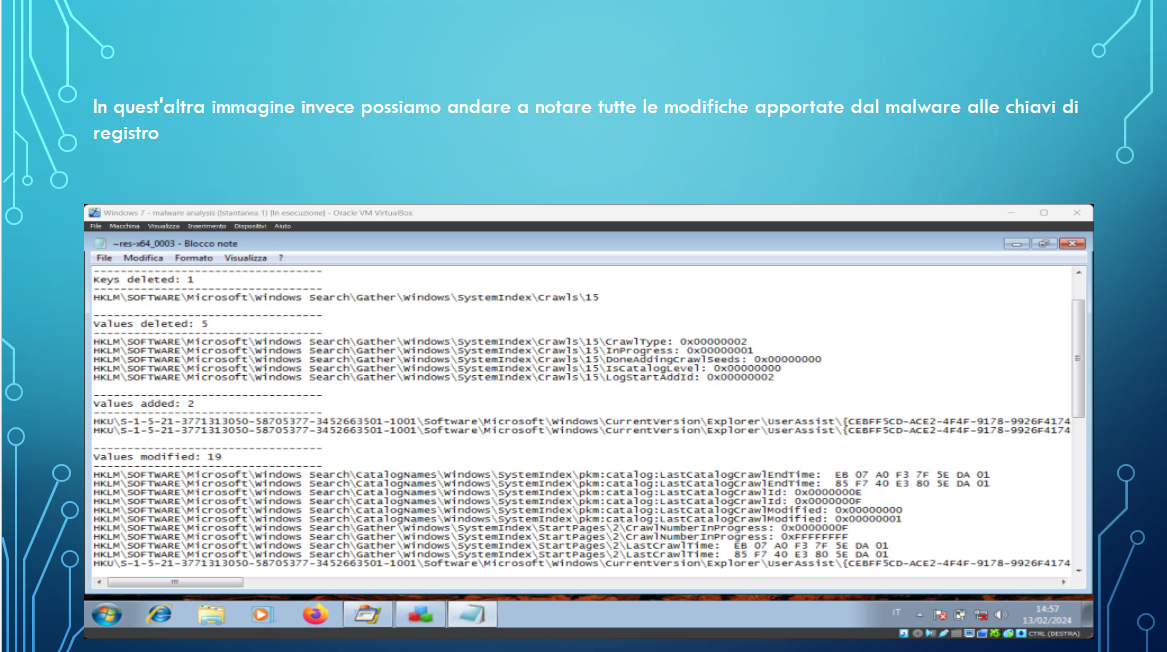 In quest'altra immagine invece possiamo andare a notare tutte le modifiche apportate dal malware alle chiavi di
registro
Windows 7 - malware analysis (Istantanea 1) [In esecuzione] - Oracle VM VirtualBox
File Macchina Visualizza Inserimento Dispositivi Aiuto
~res-x64_0003 - Blocco note
File Modifica Formato Visualizza ?
----------------------------------
Keys deleted: 1
----------------------------------
HKLM\SOFTWARE\Microsoft\Windows Search\Gather\Windows\SystemIndex\Crawls\15
----------------------------------
Values deleted: 5
----------------------------------
HKLM\SOFTWARE\Microsoft\Windows Search\Gather\Windows\SystemIndex\Crawls\15\CrawlType: 0x00000002
HKLM\SOFTWARE\Microsoft\Windows Search\Gather\Windows\SystemIndex\Crawls\15\InProgress: 0x00000001
HKLM\SOFTWARE\Microsoft\Windows Search\Gather\Windows\SystemIndex\Crawls\15\DoneAddingCrawlSeeds: 0x00000000
HKLM\SOFTWARE\Microsoft\Windows Search\Gather\Windows\SystemIndex\Crawls\15\IsCatalogLevel: 0x00000000
HKLM\SOFTWARE\Microsoft\Windows Search\Gather\Windows\SystemIndex\Crawls\15\LogStartAddId: 0x00000002
----------------------------------
Values added: 2
----------------------------------
HKU\S-1-5-21-3771313050-58705377-3452663501-1001\Software\Microsoft\Windows\CurrentVersion\Explorer\UserAssist\{CEBFF5CD-ACE2-4F4F-9178-9926F4174
HKU\S-1-5-21-3771313050-58705377-3452663501-1001\Software\Microsoft\Windows\CurrentVersion\Explorer\UserAssist\{CEBFF5CD-ACE2-4F4F-9178-9926F4174
----------------------------------
Values modified: 19
----------------------------------
HKLM\SOFTWARE\Microsoft\Windows Search\CatalogNames\Windows\SystemIndex\pkm:catalog:LastCatalogCrawlEndTime: EB 07 A0 F3 7F 5E DA 01
HKLM\SOFTWARE\Microsoft\Windows Search\CatalogNames\Windows\SystemIndex\pkm:catalog:LastCatalogCrawlEndTime: 85 F7 40 E3 80 5E DA 01
HKLM\SOFTWARE\Microsoft\Windows Search\CatalogNames\Windows\SystemIndex\pkm:catalog:LastCatalogCrawlId: 0x0000000E
HKLM\SOFTWARE\Microsoft\Windows Search\CatalogNames\Windows\SystemIndex\pkm:catalog:LastCatalogCrawlId: 0x0000000F
HKLM\SOFTWARE\Microsoft\Windows Search\CatalogNames\Windows\SystemIndex\pkm:catalog:LastCatalogCrawlModified: 0x00000000
HKLM\SOFTWARE\Microsoft\Windows Search\CatalogNames\Windows\SystemIndex\pkm:catalog:LastCatalogCrawlModified: 0x00000001
HKLM\SOFTWARE\Microsoft\Windows Search\Gather\Windows\SystemIndex\StartPages\2\CrawlNumberInProgress: 0x0000000F
HKLM\SOFTWARE\Microsoft\Windows Search\Gather\Windows\SystemIndex\StartPages\2\CrawlNumberInProgress: 0xFFFFFFFF
HKLM\SOFTWARE\Microsoft\Windows Search\Gather\Windows\SystemIndex\StartPages\2\LastCrawlTime: EB 07 A0 F3 7F 5E DA 01
HKLM\SOFTWARE\Microsoft\Windows Search\Gather\Windows\SystemIndex\StartPages\2\LastCrawlTime: 85 F7 40 E3 80 5E DA 01
HKU\S-1-5-21-3771313050-58705377-3452663501-1001\Software\Microsoft\Windows\CurrentVersion\Explorer\UserAssist\{CEBFF5CD-ACE2-4F4F-9178-9926F4174
IT
14:57
13/02/2024
CTRL (DESTRA)